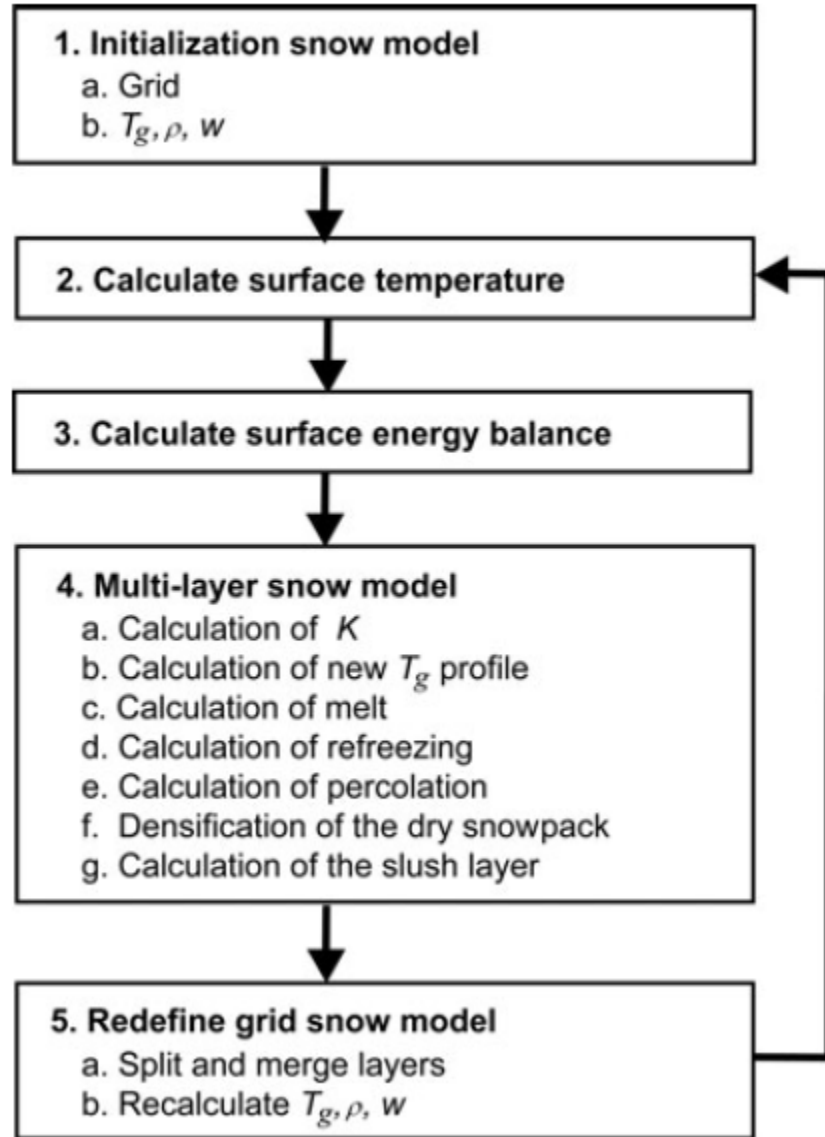 1. Initialization snow model
a. Grid
b. Tg, ρ, w
2. Calculate surface temperature
3. Calculate surface energy balance
4. Multi-layer snow model
a. Calculation of K
b. Calculation of new Tg profile
c. Calculation of melt
d. Calculation of refreezing
e. Calculation of percolation
f. Densification of the dry snowpack
g. Calculation of the slush layer
5. Redefine grid snow model
a. Split and merge layers
b. Recalculate Tg, ρ, w